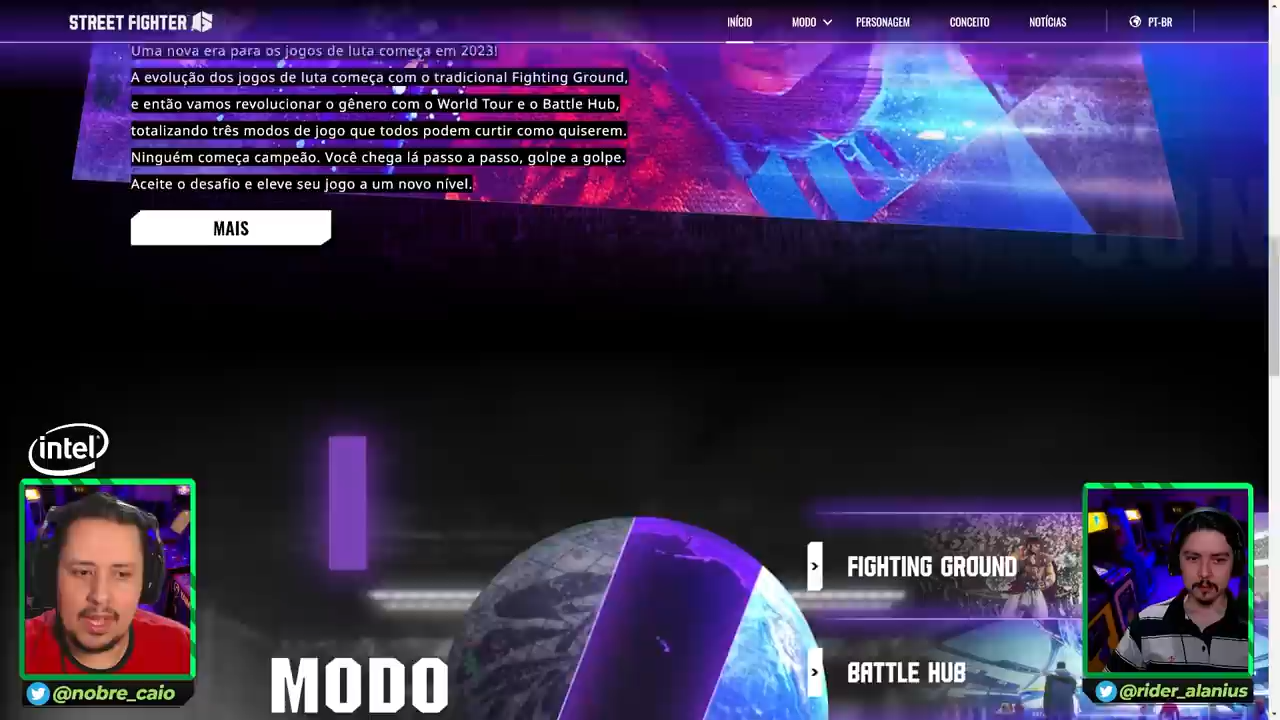 STREET FIGHTER 6
INÍCIO
MODO
PERSONAGEM
CONCEITO
NOTÍCIAS
PT-BR
Uma nova era para os jogos de luta começa em 2023!
A evolução dos jogos de luta começa com o tradicional Fighting Ground,
e então vamos revolucionar o gênero com o World Tour e o Battle Hub,
totalizando três modos de jogo que todos podem curtir como quiserem.
Ninguém começa campeão. Você chega lá passo a passo, golpe a golpe.
Aceite o desafio e eleve seu jogo a um novo nível.
MAIS
intel
FIGHTING GROUND
MODO
BATTLE HUB
@nobre_caio
@rider_alanius